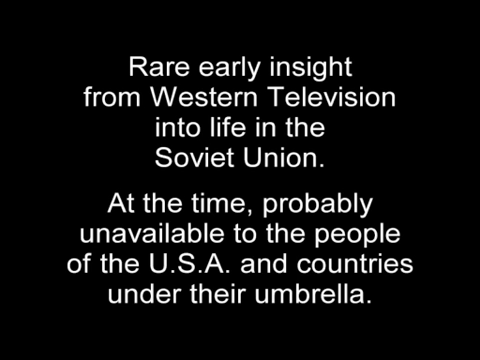 Rare early insight
from Western Television
into life in the
Soviet Union.
At the time, probably
unavailable to the people
of the U.S.A. and countries
under their umbrella.